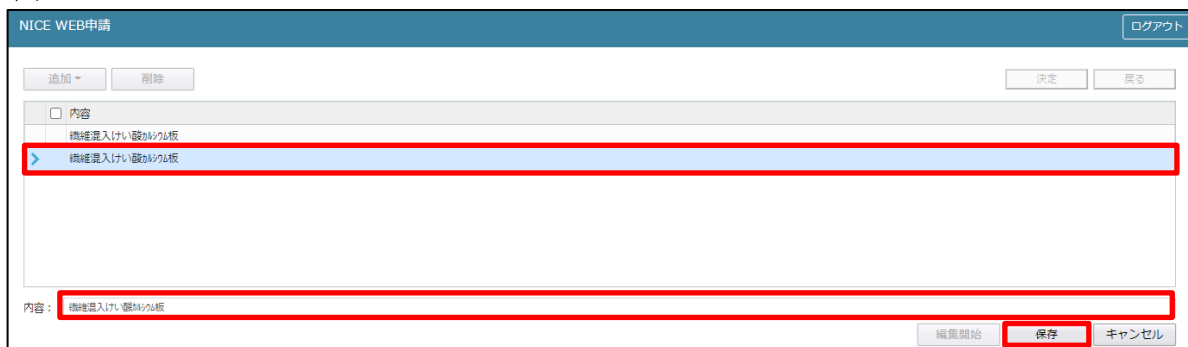 NICE WEB申請 ログアウト
追加 削除 決定 戻る
内容
繊維混入けい酸ｶﾙｼｳﾑ板
繊維混入けい酸ｶﾙｼｳﾑ板
内容： 繊維混入けい酸ｶﾙｼｳﾑ板
編集開始 保存 キャンセル